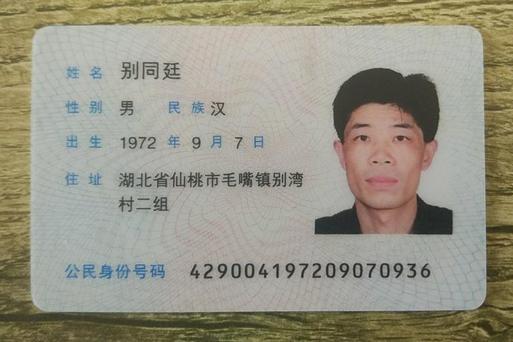 姓名 别同廷
性别 男 民族 汉
出生 1972 年 9 月 7 日
住址 湖北省仙桃市毛嘴镇别湾
村二组
公民身份号码 429004197209070936